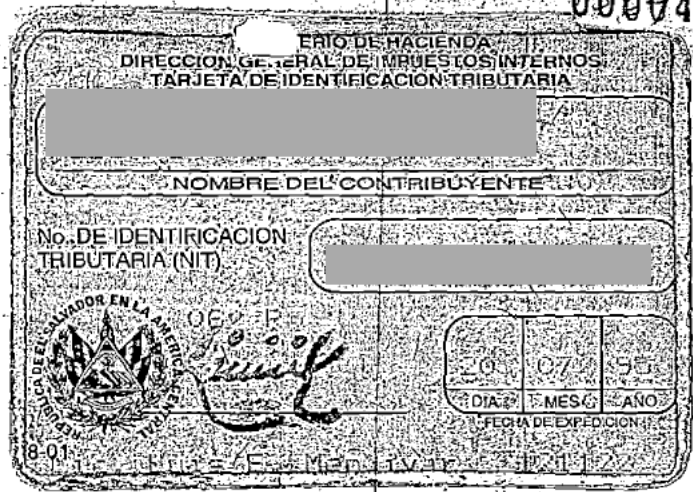 00004
ERIO DE HACIENDA
DIRECCION GENERAL DE IMPUESTOS INTERNOS
TARJETA DE IDENTIFICACION TRIBUTARIA
NOMBRE DEL CONTRIBUYENTE
No. DE IDENTIFICACION
TRIBUTARIA (NIT)
REPUBLICA DE EL SALVADOR EN LA AMERICA CENTRAL
062
07 95
DIA MES AÑO
FECHA DE EXPEDICION
8-01